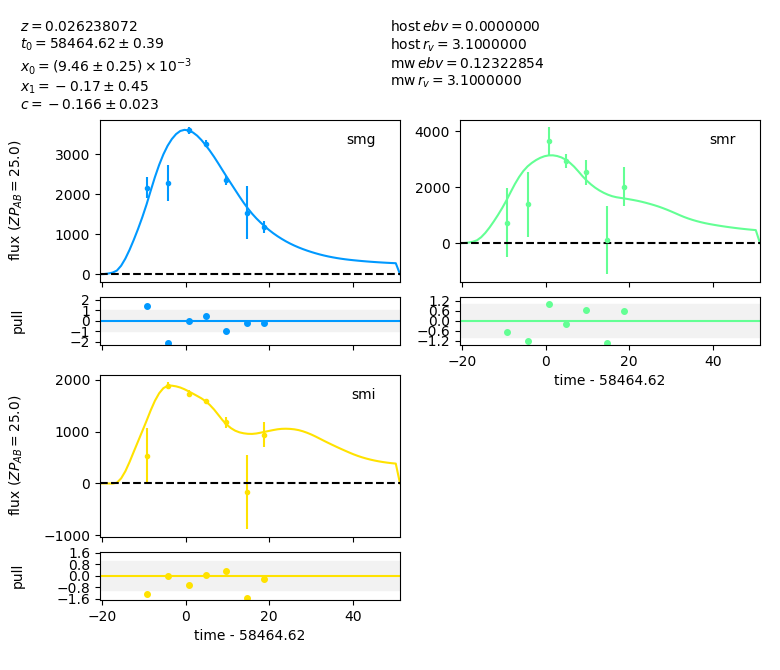 z = 0.026238072
t₀ = 58464.62 ± 0.39
x₀ = (9.46 ± 0.25) × 10⁻³
x₁ = −0.17 ± 0.45
c = −0.166 ± 0.023
host ebv = 0.0000000
host r_v = 3.1000000
mw ebv = 0.12322854
mw r_v = 3.1000000
smg
flux (ZP_AB = 25.0)
3000
2000
1000
0
smr
4000
2000
0
pull
2
1
−1
−2
1.2
0.6
0.0
−0.6
−1.2
−20
0
20
40
time - 58464.62
smi
flux (ZP_AB = 25.0)
2000
1000
0
−1000
pull
1.6
0.8
0.0
−0.8
−1.6
−20
0
20
40
time - 58464.62